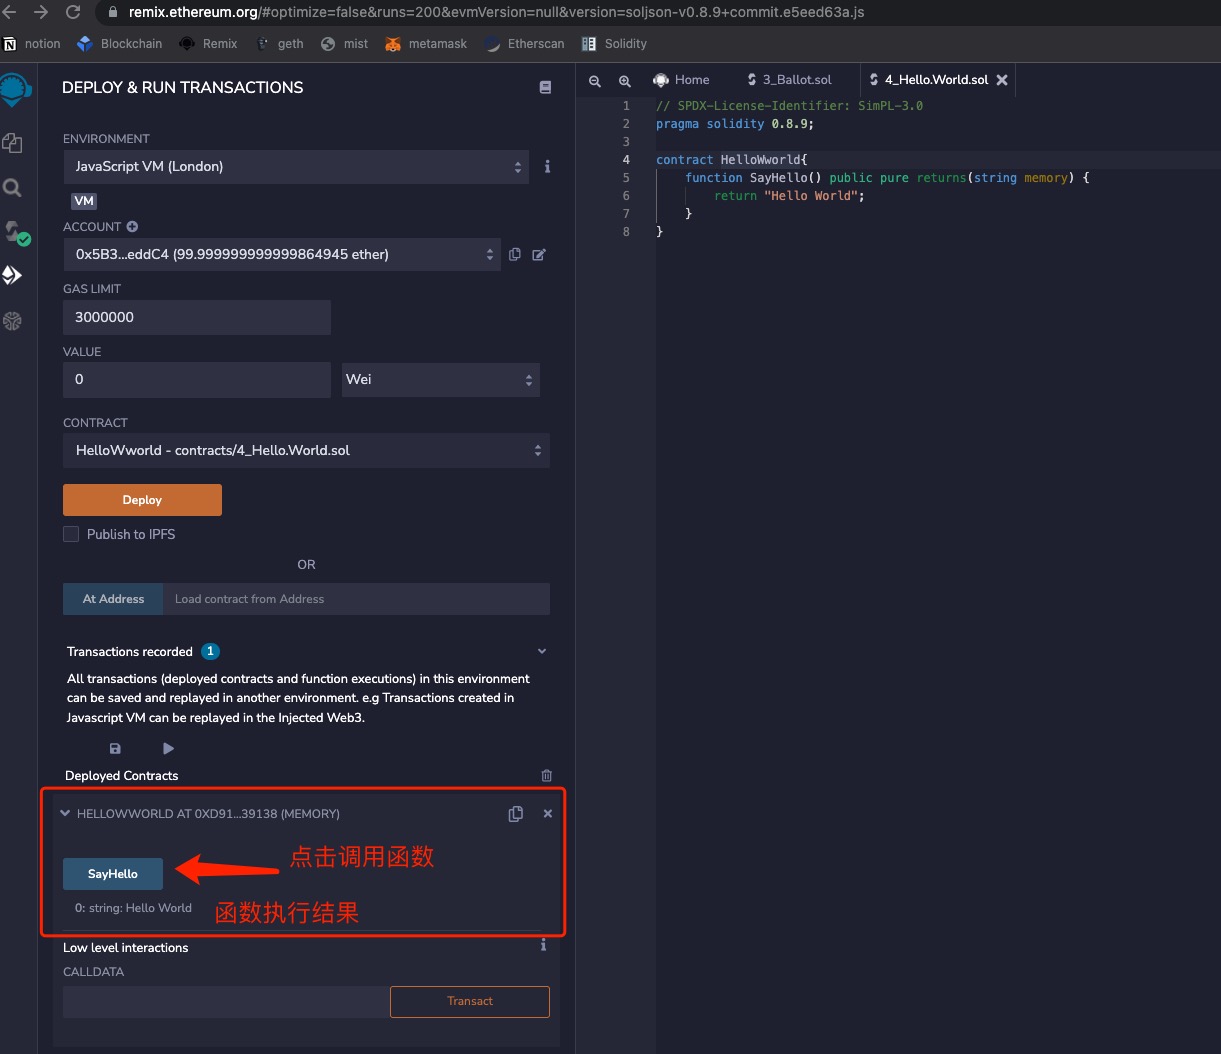 remix.ethereum.org/#optimize=false&runs=200&evmVersion=null&version=soljson-v0.8.9+commit.e5eed63a.js
notion Blockchain Remix geth mist metamask Etherscan Solidity
DEPLOY & RUN TRANSACTIONS
ENVIRONMENT
JavaScript VM (London)
VM
ACCOUNT
0x5B3...eddC4 (99.999999999999864945 ether)
GAS LIMIT
3000000
VALUE
0
Wei
CONTRACT
HelloWworld - contracts/4_Hello.World.sol
Deploy
Publish to IPFS
OR
At Address
Load contract from Address
Transactions recorded 1
All transactions (deployed contracts and function executions) in this environment
can be saved and replayed in another environment. e.g Transactions created in
Javascript VM can be replayed in the Injected Web3.
Deployed Contracts
HELLOWWORLD AT 0XD91...39138 (MEMORY)
SayHello
点击调用函数
0: string: Hello World
函数执行结果
Low level interactions
CALLDATA
Transact
Home 3_Ballot.sol 4_Hello.World.sol
1 // SPDX-License-Identifier: SimPL-3.0
2 pragma solidity 0.8.9;
3
4 contract HelloWworld{
5 function SayHello() public pure returns(string memory) {
6 return "Hello World";
7 }
8 }